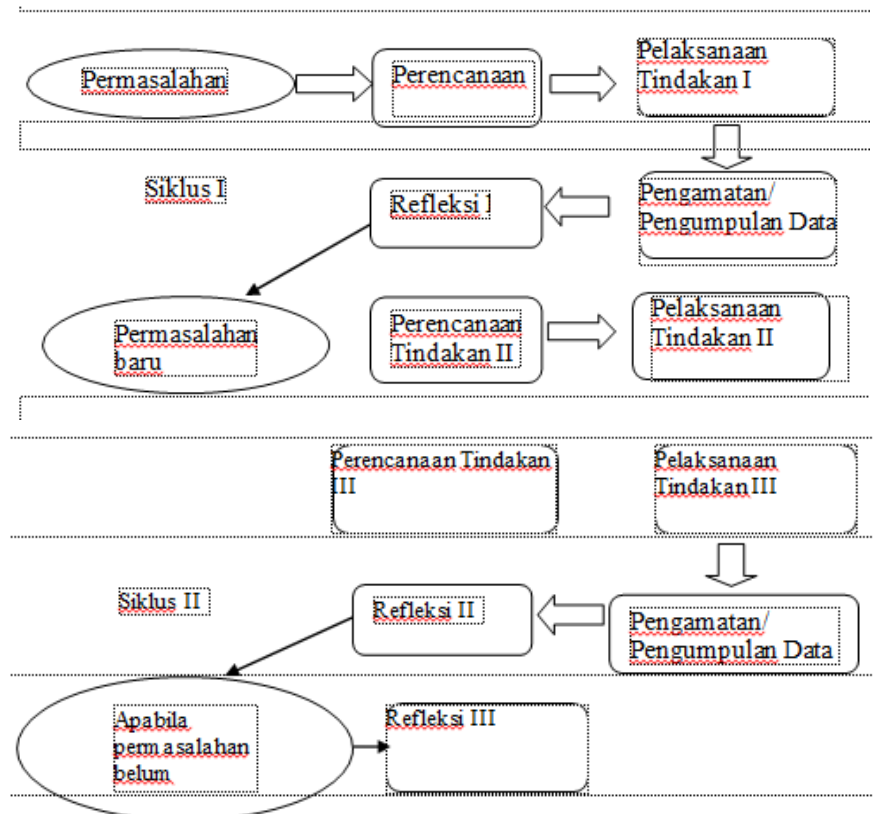 Permasalahan
Perencanaan
Pelaksanaan
Tindakan I
Siklus I
Refleksi 1
Pengamatan/
Pengumpulan Data
Permasalahan
baru
Perencanaan
Tindakan II
Pelaksanaan
Tindakan II
Perencanaan Tindakan
III
Pelaksanaan
Tindakan III
Siklus II
Refleksi II
Pengamatan/
Pengumpulan Data
Apabila
permasalahan
belum
Refleksi III